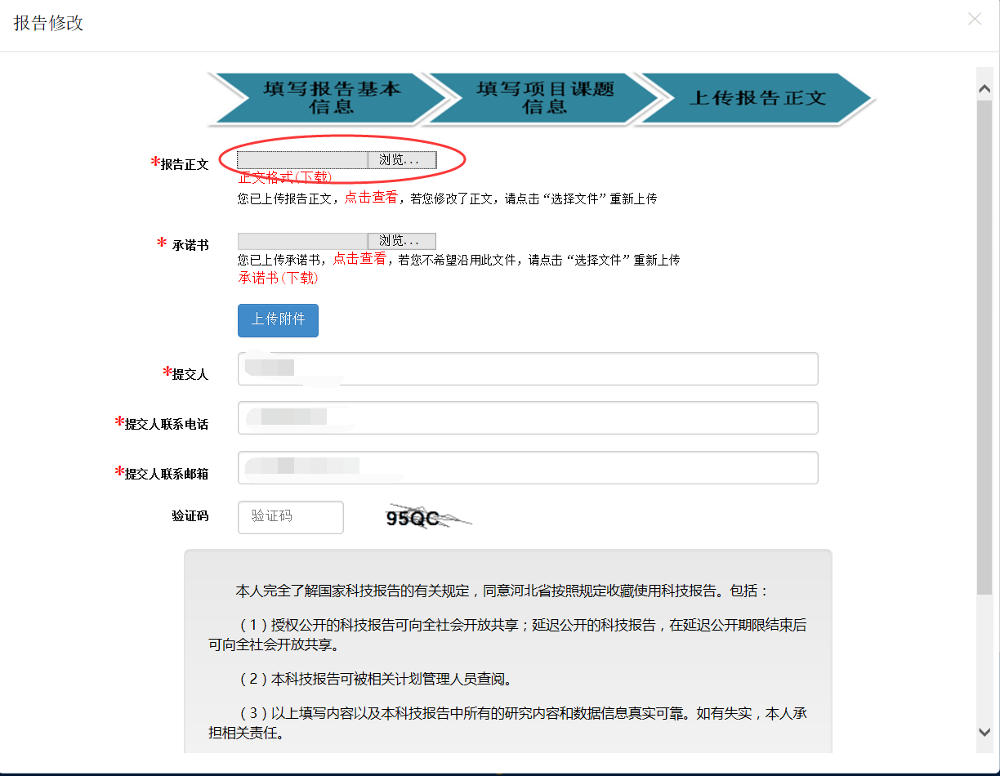 报告修改
填写报告基本
信息
填写项目课题
信息
上传报告正文
*报告正文 浏览...
正文格式(下载)
您已上传报告正文，点击查看，若您修改了正文，请点击“选择文件”重新上传
* 承诺书 浏览...
您已上传承诺书，点击查看，若您不希望沿用此文件，请点击“选择文件”重新上传
承诺书(下载)
上传附件
*提交人
*提交人联系电话
*提交人联系邮箱
验证码 验证码 95QC
本人完全了解国家科技报告的有关规定，同意河北省按照规定收藏使用科技报告。包括：
（1）授权公开的科技报告可向全社会开放共享；延迟公开的科技报告，在延迟公开期限结束后
可向全社会开放共享。
（2）本科技报告可被相关计划管理人员查阅。
（3）以上填写内容以及本科技报告中所有的研究内容和数据信息真实可靠。如有失实，本人承
担相关责任。